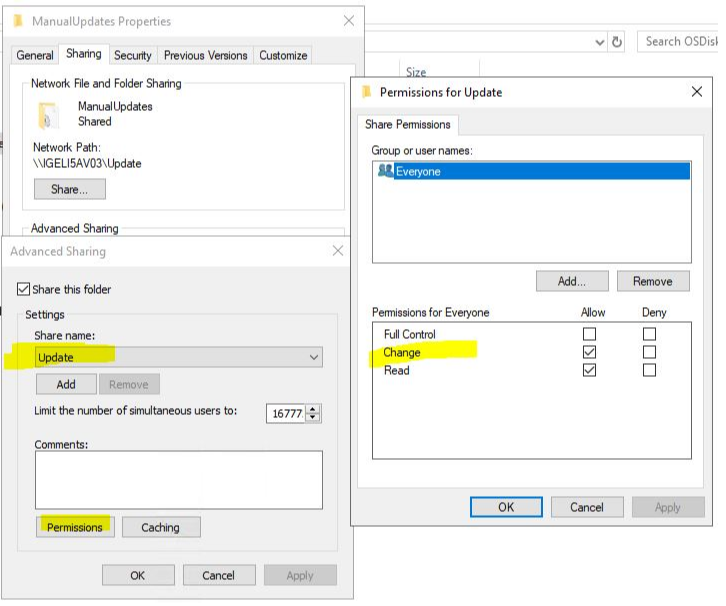 ManualUpdates Properties
General Sharing Security Previous Versions Customize
Network File and Folder Sharing
ManualUpdates
Shared
Network Path:
\\IGELI5AV03\Update
Share...
Advanced Sharing
Advanced Sharing
Share this folder
Settings
Share name:
Update
Add Remove
Limit the number of simultaneous users to: 16777
Comments:
Permissions Caching
OK Cancel Apply
Search OSDisk
Size
Permissions for Update
Share Permissions
Group or user names:
Everyone
Add... Remove
Permissions for Everyone Allow Deny
Full Control
Change
Read
OK Cancel Apply